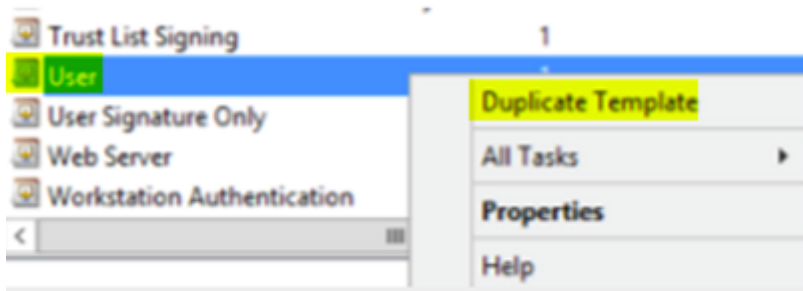 Trust List Signing 1
User
Duplicate Template
User Signature Only
All Tasks
Web Server
Workstation Authentication
Properties
Help